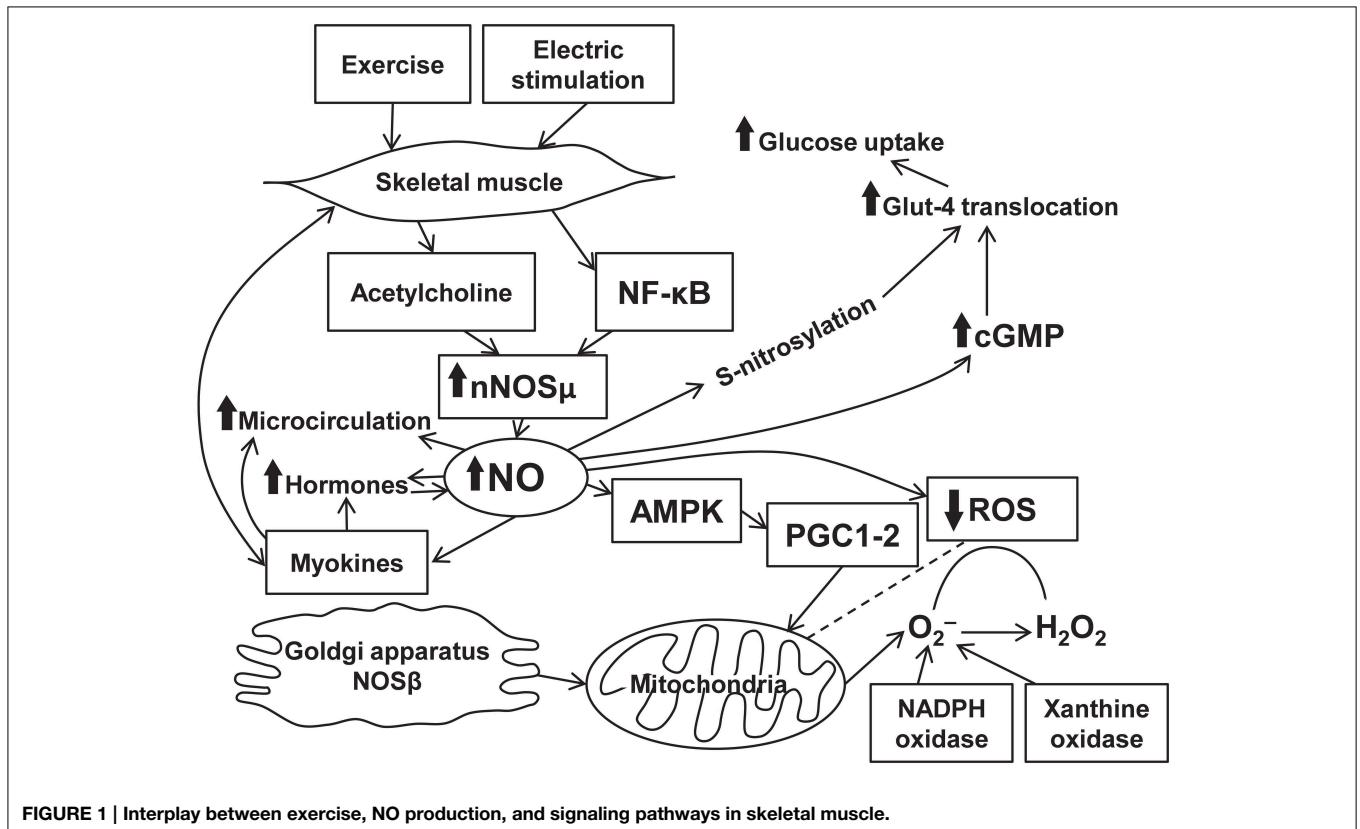 Exercise
Electric
stimulation
Glucose uptake
Skeletal muscle
Glut-4 translocation
Acetylcholine
NF-κB
S-nitrosylation
cGMP
nNOSμ
Microcirculation
NO
Hormones
AMPK
ROS
PGC1-2
Myokines
O₂⁻
H₂O₂
Goldgi apparatus
NOSβ
Mitochondria
NADPH
oxidase
Xanthine
oxidase
FIGURE 1 | Interplay between exercise, NO production, and signaling pathways in skeletal muscle.